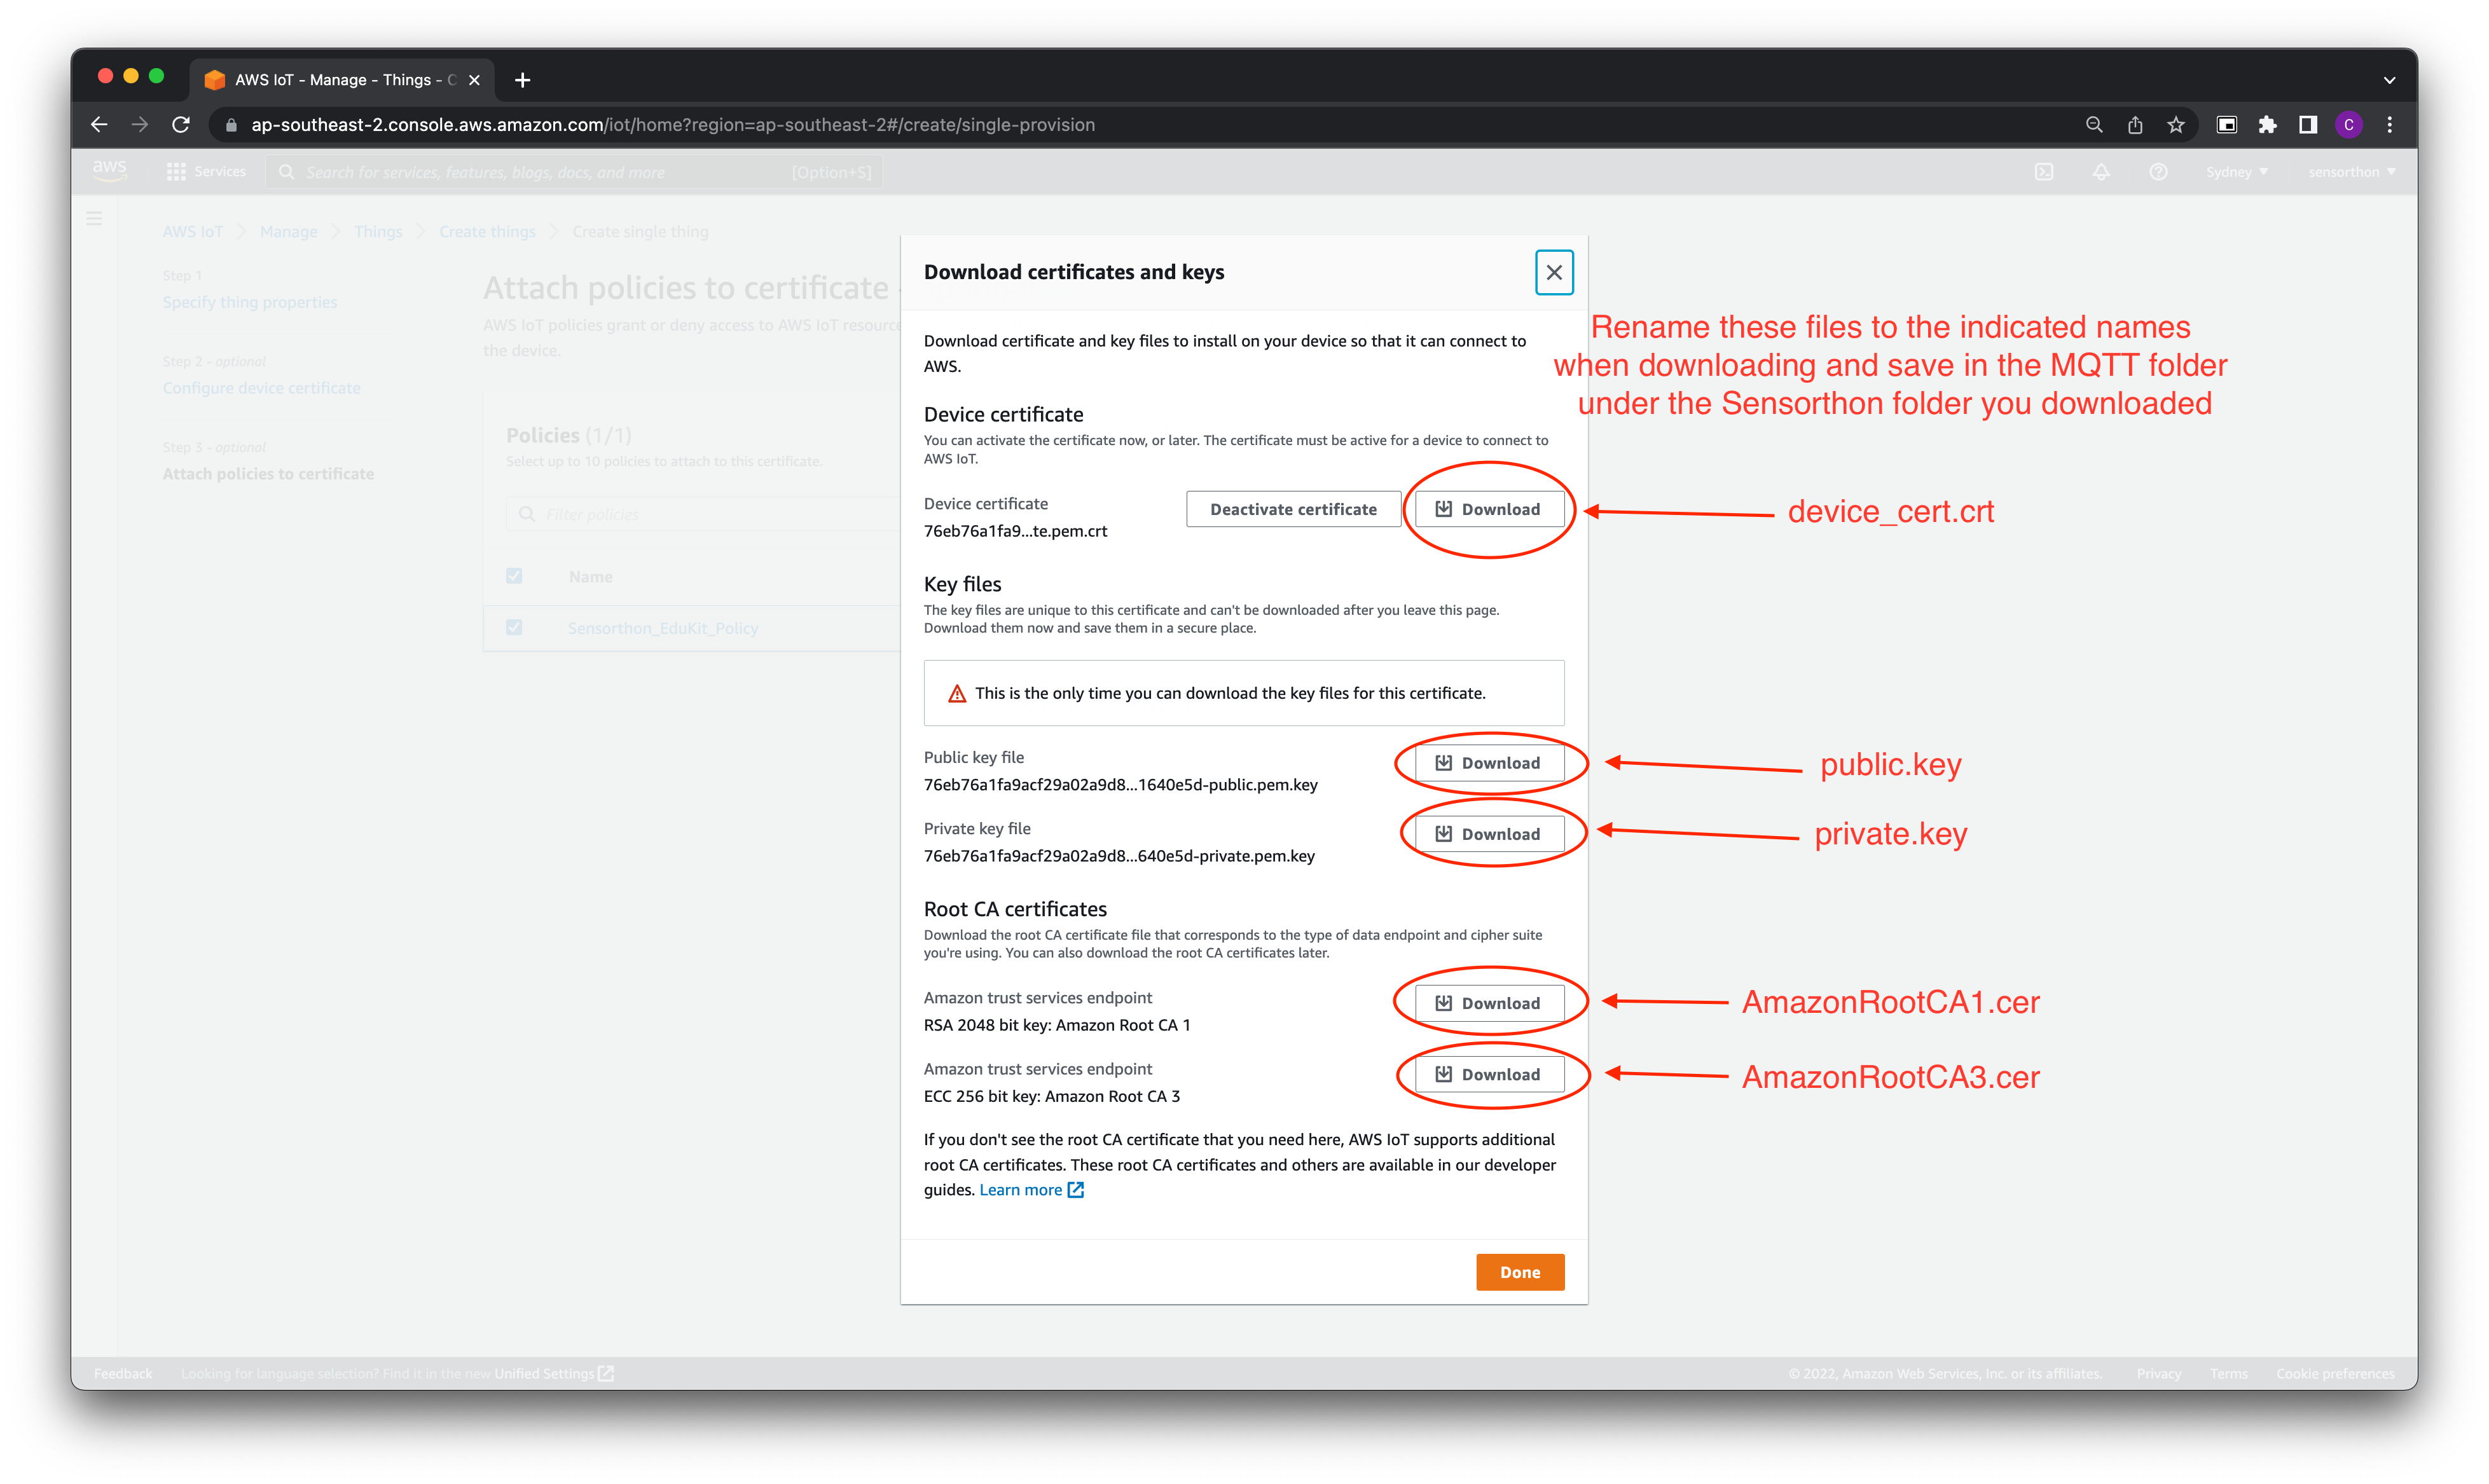 AWS IoT - Manage - Things - C
ap-southeast-2.console.aws.amazon.com/iot/home?region=ap-southeast-2#/create/single-provision
C
aws
Services
Search for services, features, blogs, docs, and more
[Option+S]
Sydney
sensorthon
AWS IoT
Manage
Things
Create things
Create single thing
Step 1
Specify thing properties
Step 2 - optional
Configure device certificate
Step 3 - optional
Attach policies to certificate
Attach policies to certificate -
AWS IoT policies grant or deny access to AWS IoT resourc
the device.
Policies (1/1)
Select up to 10 policies to attach to this certificate.
Filter policies
Name
Sensorthon_EduKit_Policy
Download certificates and keys
Download certificate and key files to install on your device so that it can connect to
AWS.
Rename these files to the indicated names
when downloading and save in the MQTT folder
under the Sensorthon folder you downloaded
Device certificate
You can activate the certificate now, or later. The certificate must be active for a device to connect to
AWS IoT.
Device certificate
76eb76a1fa9...te.pem.crt
Deactivate certificate
Download
device_cert.crt
Key files
The key files are unique to this certificate and can't be downloaded after you leave this page.
Download them now and save them in a secure place.
This is the only time you can download the key files for this certificate.
Public key file
76eb76a1fa9acf29a02a9d8...1640e5d-public.pem.key
Download
public.key
Private key file
76eb76a1fa9acf29a02a9d8...640e5d-private.pem.key
Download
private.key
Root CA certificates
Download the root CA certificate file that corresponds to the type of data endpoint and cipher suite
you're using. You can also download the root CA certificates later.
Amazon trust services endpoint
RSA 2048 bit key: Amazon Root CA 1
Download
AmazonRootCA1.cer
Amazon trust services endpoint
ECC 256 bit key: Amazon Root CA 3
Download
AmazonRootCA3.cer
If you don't see the root CA certificate that you need here, AWS IoT supports additional
root CA certificates. These root CA certificates and others are available in our developer
guides. Learn more
Done
Feedback
Looking for language selection? Find it in the new Unified Settings
© 2022, Amazon Web Services, Inc. or its affiliates.
Privacy
Terms
Cookie preferences